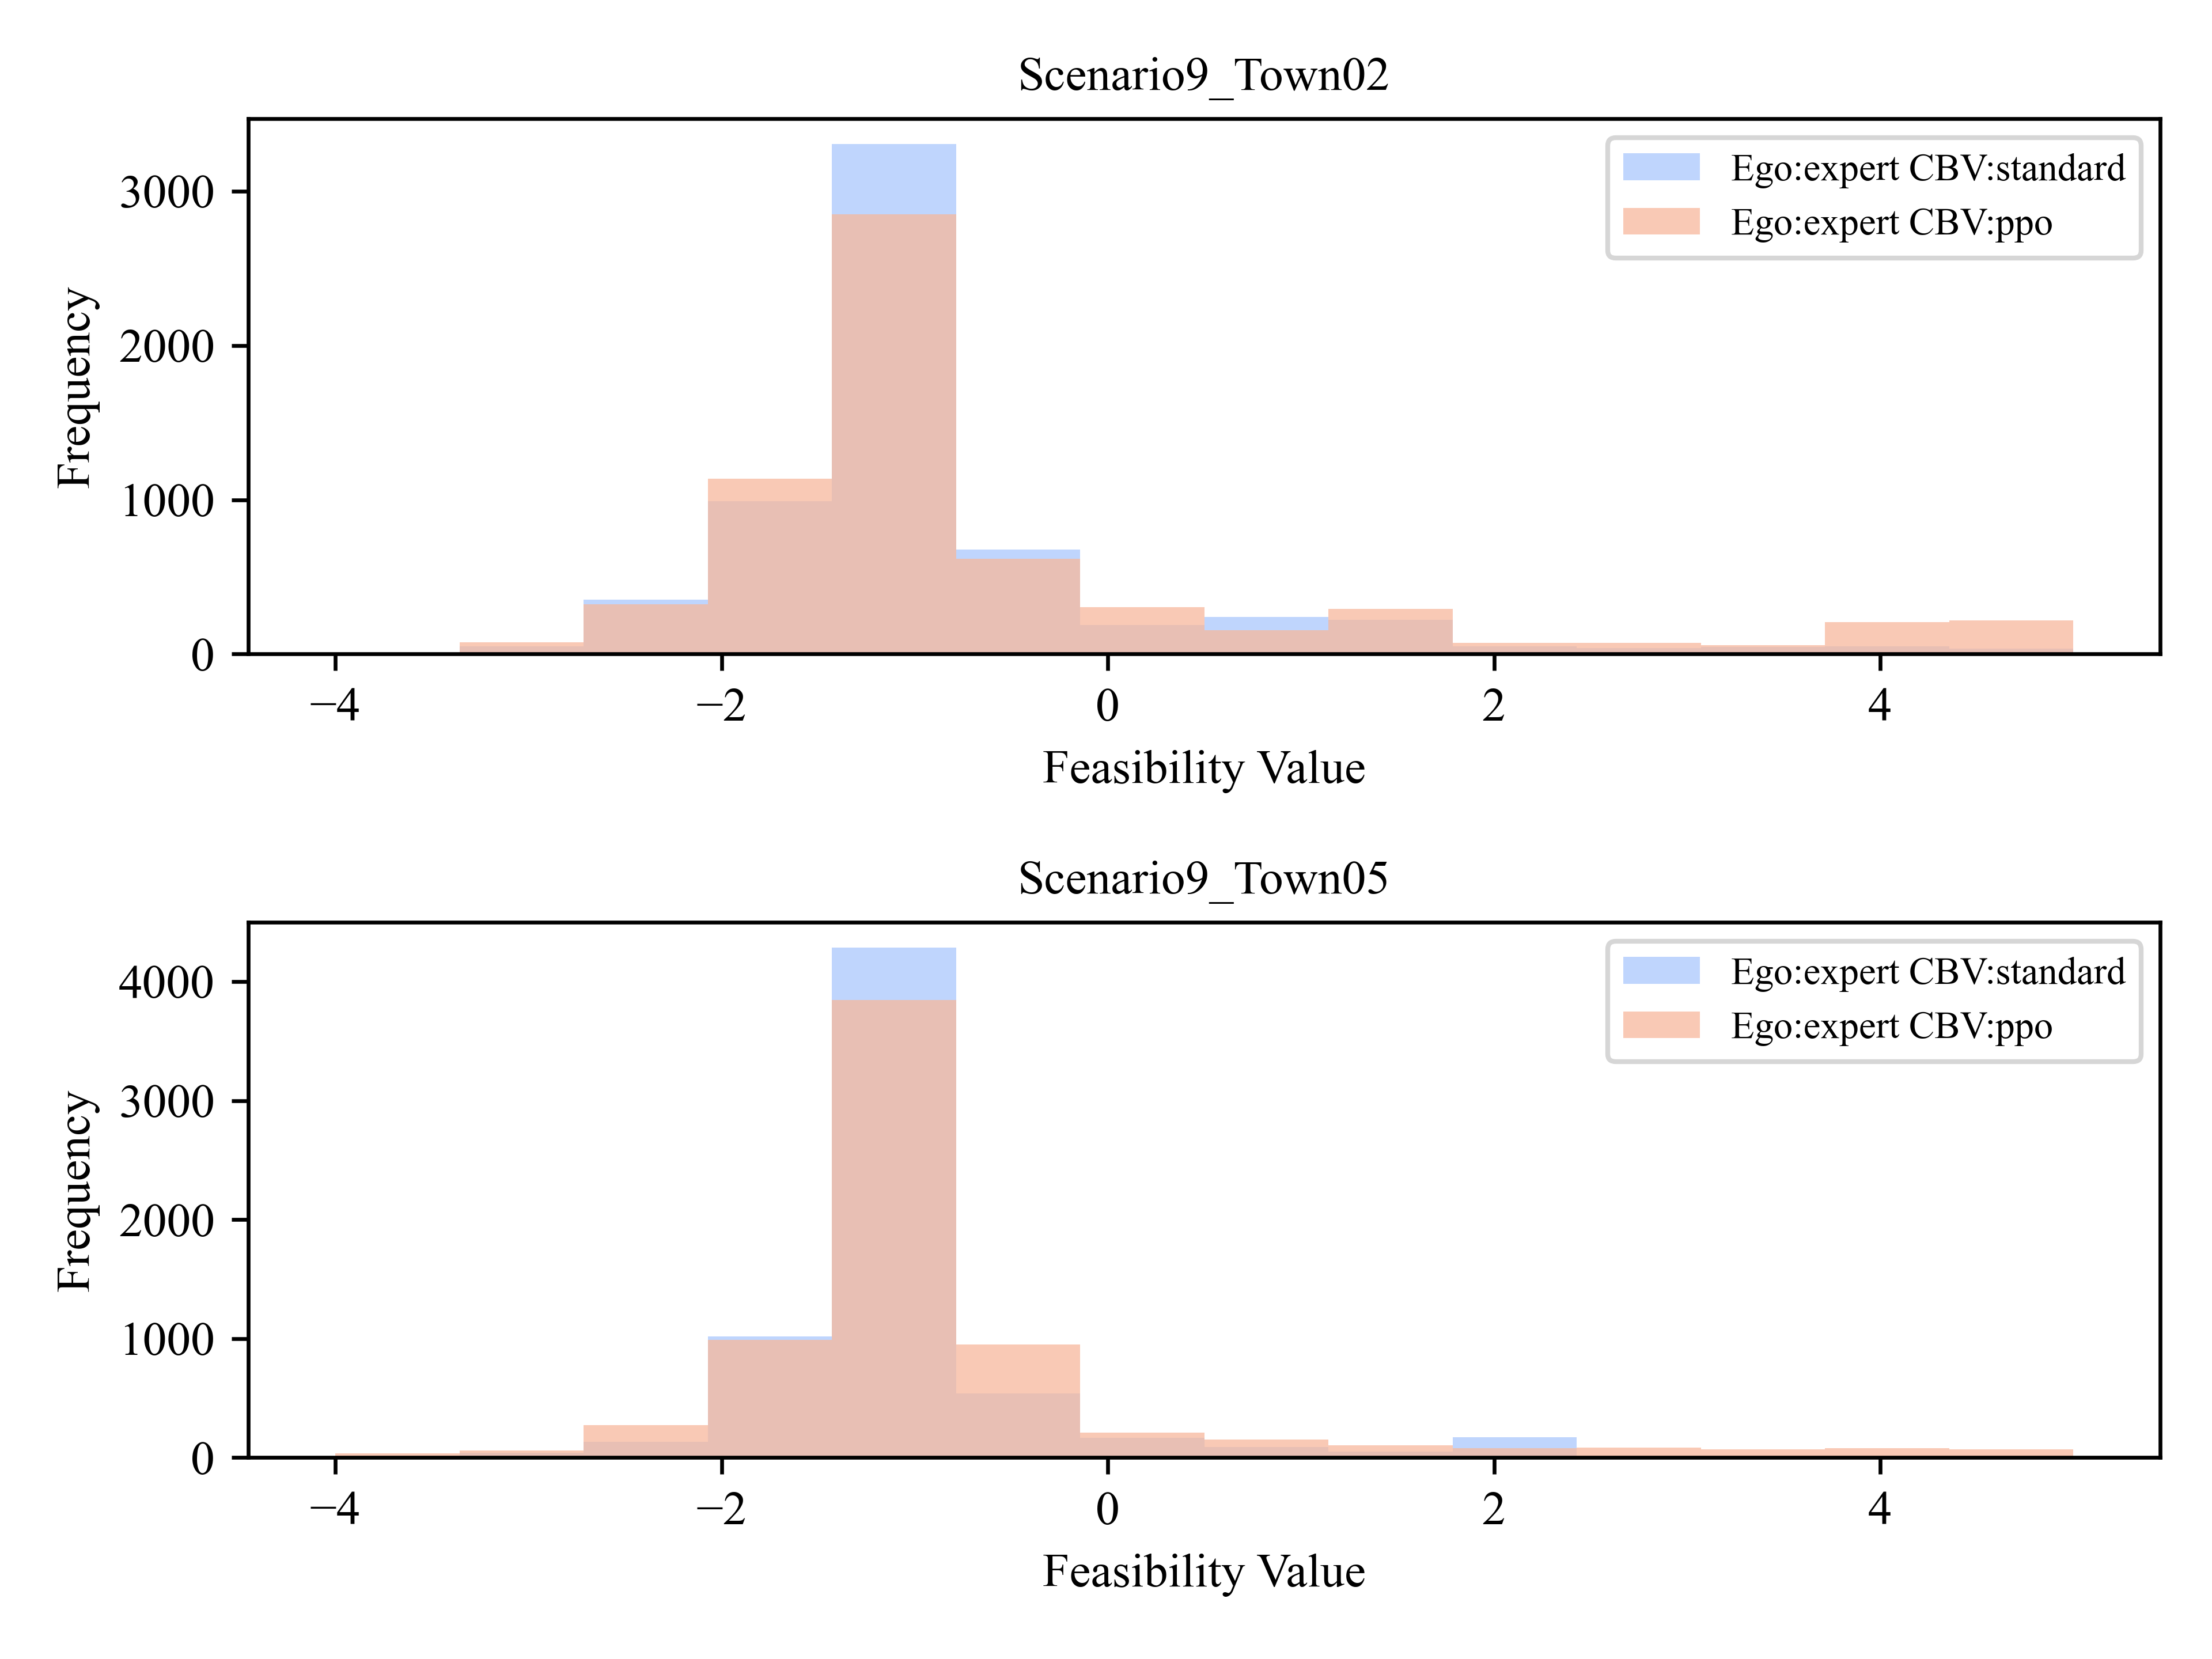 Scenario9_Town02
Ego:expert CBV:standard
Ego:expert CBV:ppo
Frequency
3000
2000
1000
0
−4 −2 0 2 4
Feasibility Value
Scenario9_Town05
Ego:expert CBV:standard
Ego:expert CBV:ppo
Frequency
4000
3000
2000
1000
0
−4 −2 0 2 4
Feasibility Value